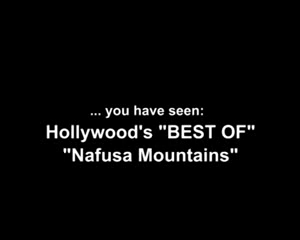 ... you have seen:
Hollywood's "BEST OF"
"Nafusa Mountains"